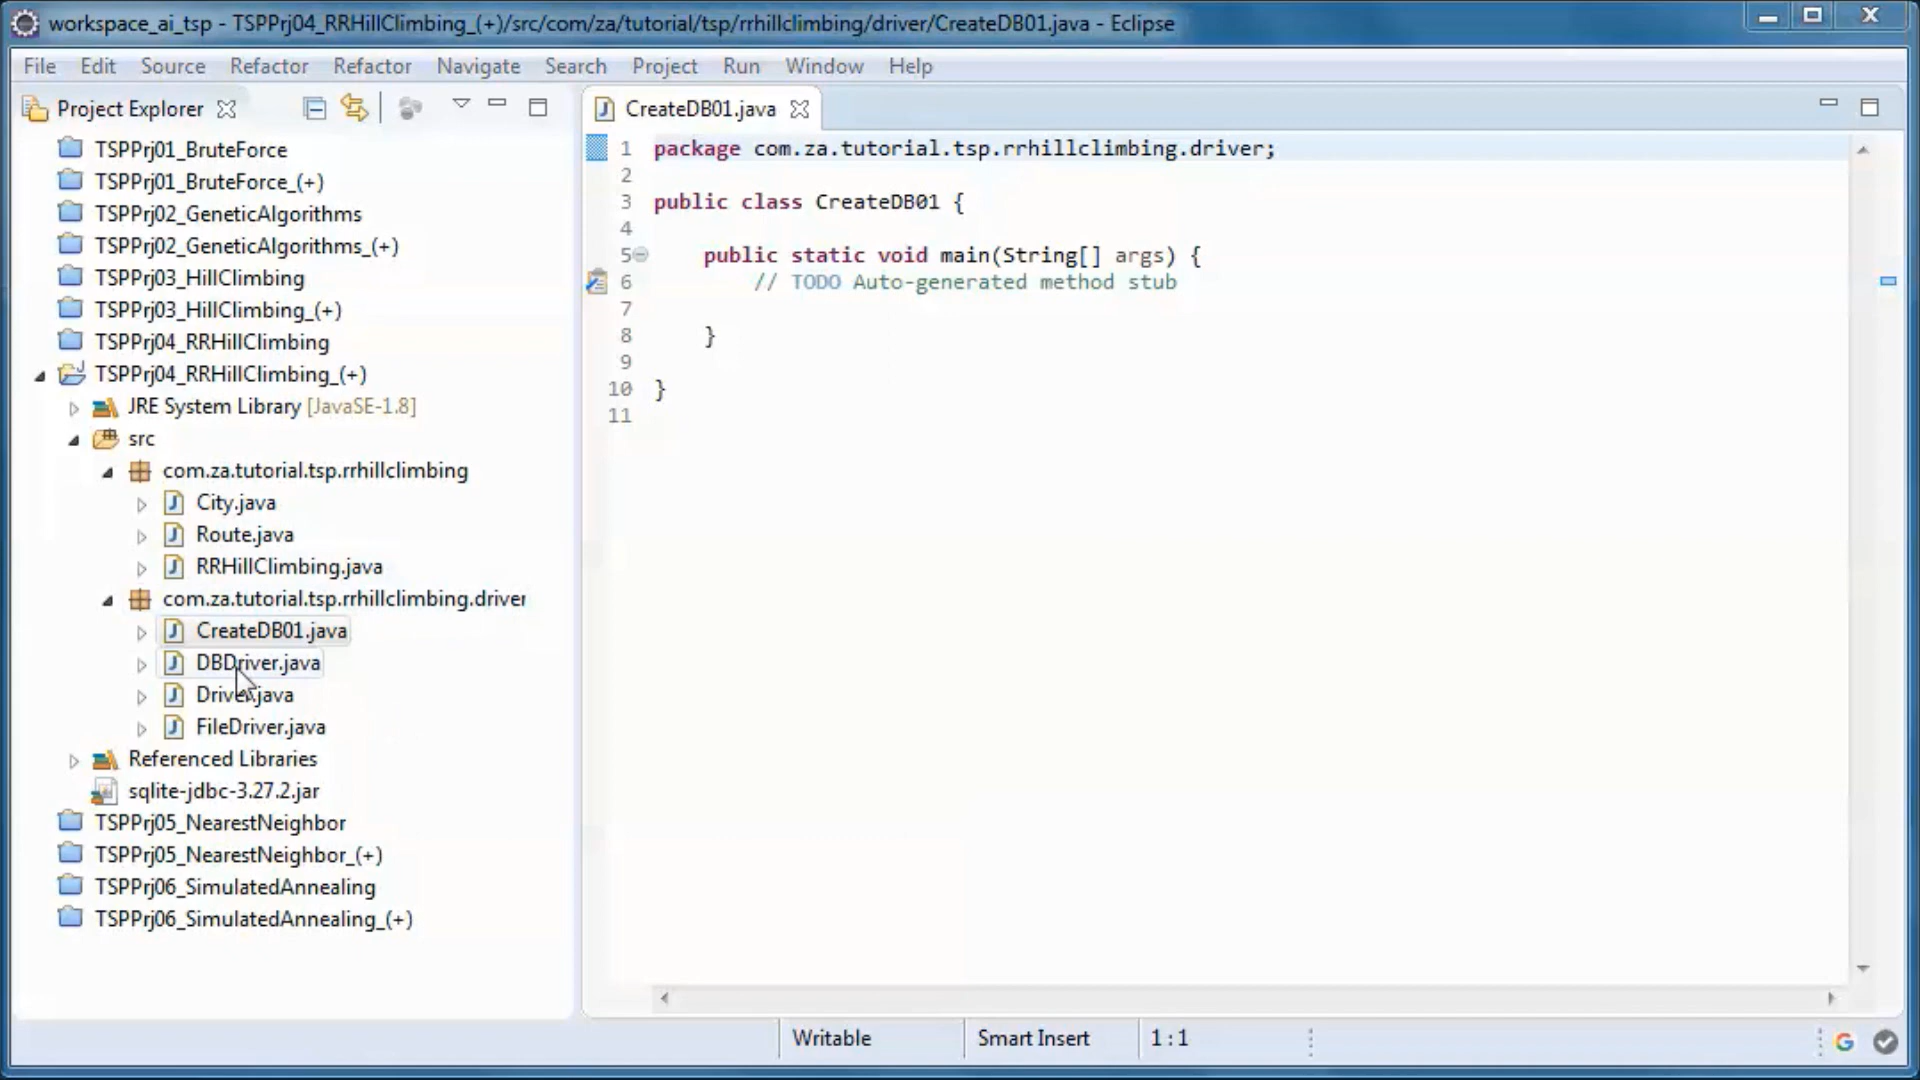 workspace_ai_tsp - TSPPrj04_RRHillClimbing_(+)/src/com/za/tutorial/tsp/rrhillclimbing/driver/CreateDB01.java - Eclipse
File Edit Source Refactor Refactor Navigate Search Project Run Window Help
Project Explorer
TSPPrj01_BruteForce
TSPPrj01_BruteForce_(+)
TSPPrj02_GeneticAlgorithms
TSPPrj02_GeneticAlgorithms_(+)
TSPPrj03_HillClimbing
TSPPrj03_HillClimbing_(+)
TSPPrj04_RRHillClimbing
TSPPrj04_RRHillClimbing_(+)
JRE System Library [JavaSE-1.8]
src
com.za.tutorial.tsp.rrhillclimbing
City.java
Route.java
RRHillClimbing.java
com.za.tutorial.tsp.rrhillclimbing.driver
CreateDB01.java
DBDriver.java
Driver.java
FileDriver.java
Referenced Libraries
sqlite-jdbc-3.27.2.jar
TSPPrj05_NearestNeighbor
TSPPrj05_NearestNeighbor_(+)
TSPPrj06_SimulatedAnnealing
TSPPrj06_SimulatedAnnealing_(+)
CreateDB01.java
1 package com.za.tutorial.tsp.rrhillclimbing.driver;
2
3 public class CreateDB01 {
4
5 public static void main(String[] args) {
6 // TODO Auto-generated method stub
7
8 }
9
10 }
11
Writable Smart Insert 1 : 1